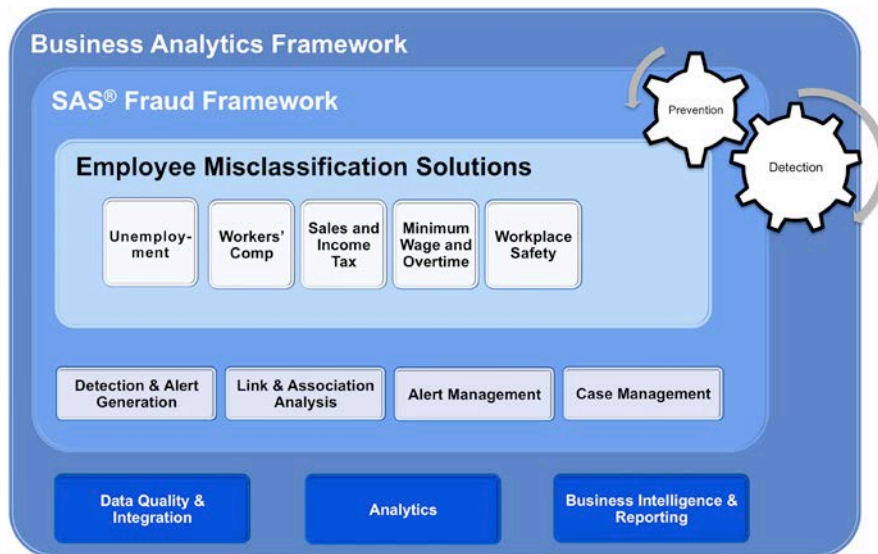 Business Analytics Framework
SAS® Fraud Framework
Prevention
Detection
Employee Misclassification Solutions
Unemploy-
ment
Workers'
Comp
Sales and
Income
Tax
Minimum
Wage and
Overtime
Workplace
Safety
Detection & Alert
Generation
Link & Association
Analysis
Alert Management
Case Management
Data Quality &
Integration
Analytics
Business Intelligence &
Reporting